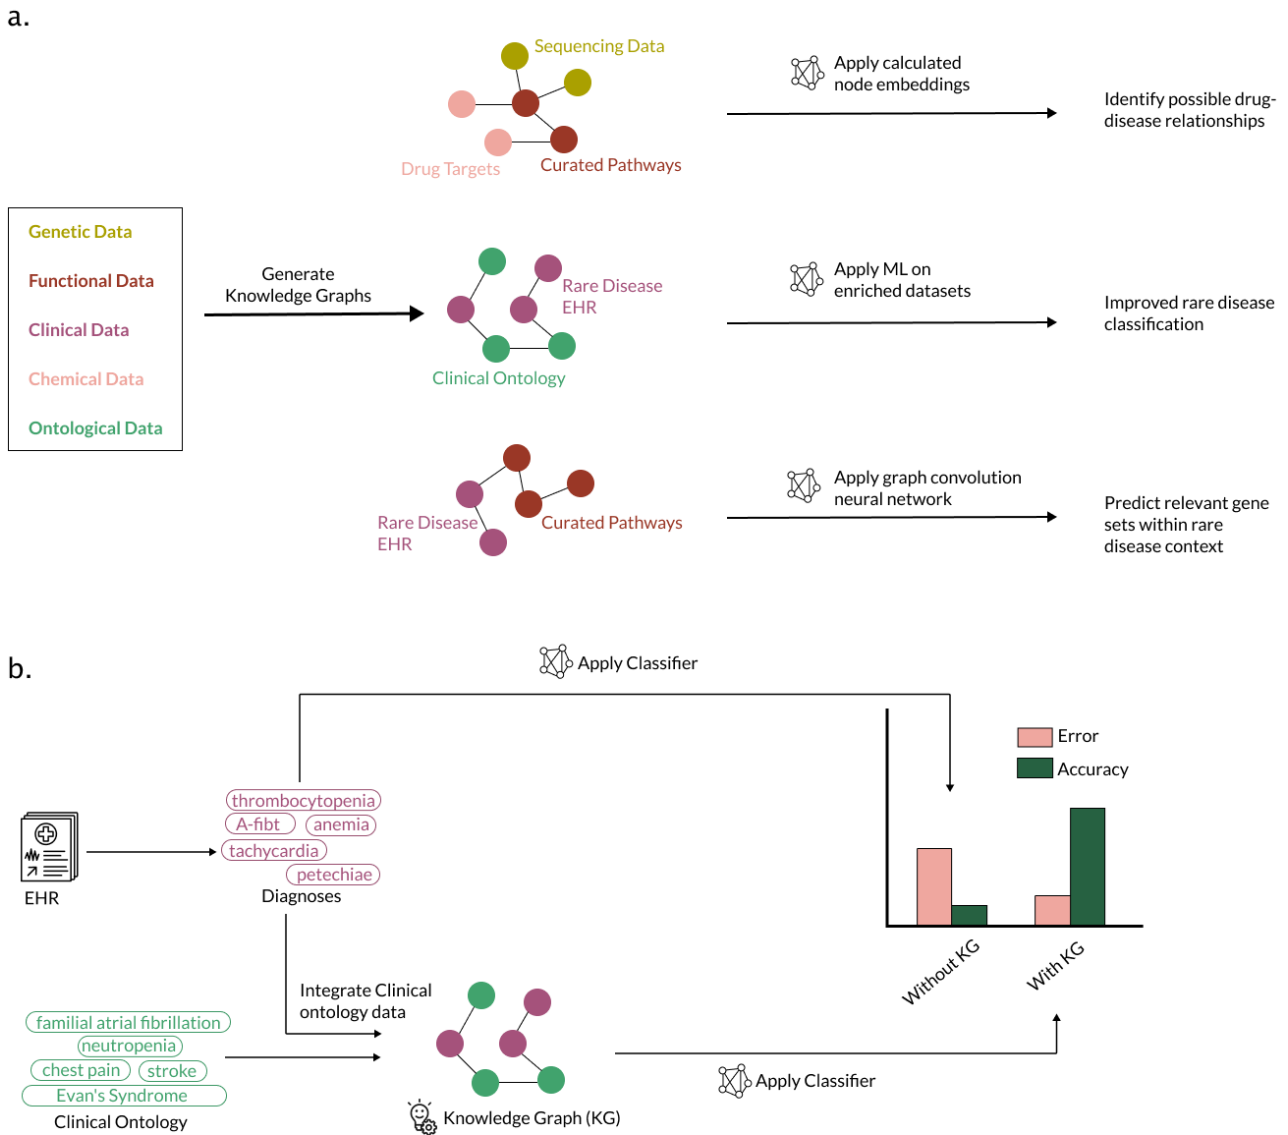 a.
Sequencing Data
Drug Targets
Curated Pathways
Apply calculated
node embeddings
Identify possible drug-
disease relationships
Genetic Data
Functional Data
Clinical Data
Chemical Data
Ontological Data
Generate
Knowledge Graphs
Rare Disease
EHR
Clinical Ontology
Apply ML on
enriched datasets
Improved rare disease
classification
Rare Disease
EHR
Curated Pathways
Apply graph convolution
neural network
Predict relevant gene
sets within rare
disease context
b.
Apply Classifier
EHR
thrombocytopenia
A-fibt anemia
tachycardia
petechiae
Diagnoses
Error
Accuracy
Without KG
With KG
Integrate Clinical
ontology data
familial atrial fibrillation
neutropenia
chest pain stroke
Evan's Syndrome
Clinical Ontology
Knowledge Graph (KG)
Apply Classifier